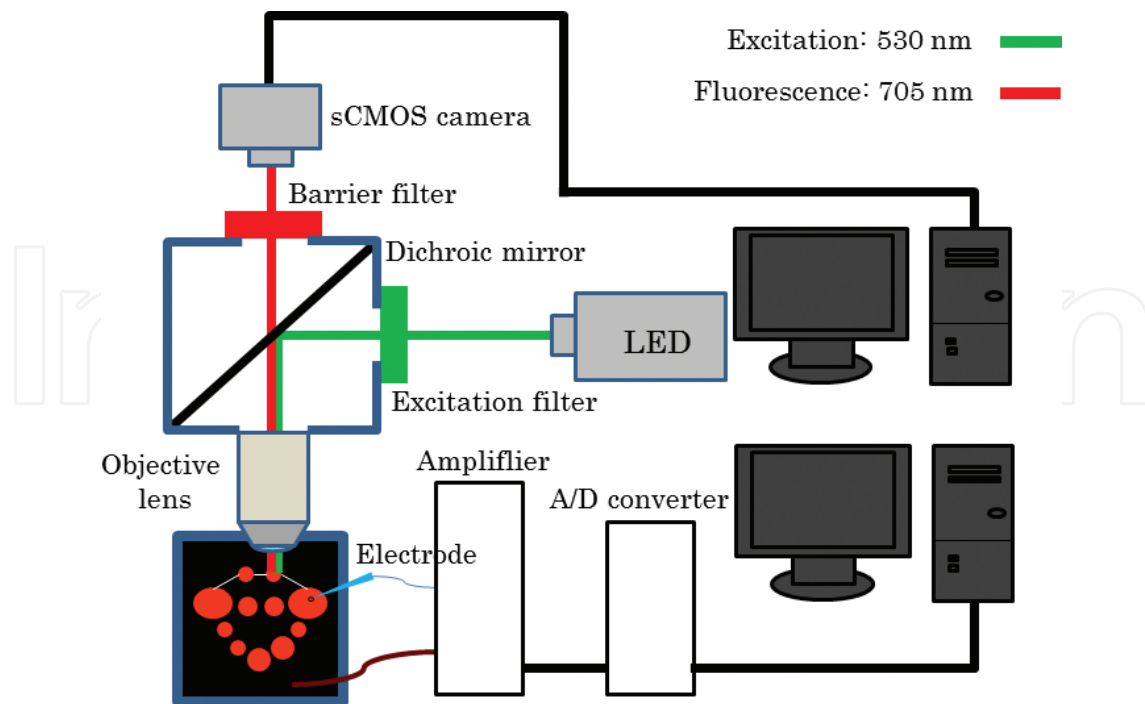 Excitation: 530 nm
Fluorescence: 705 nm
sCMOS camera
Barrier filter
Dichroic mirror
LED
Excitation filter
Objective
lens
Ampliflier
A/D converter
Electrode